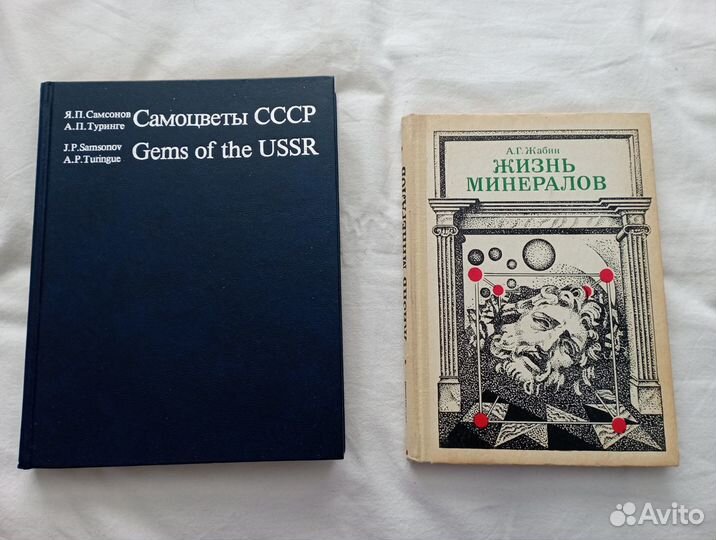 Я.П.Самсонов
А.П.Туринге
Самоцветы СССР
J.P.Samsonov
A.P.Turingue
Gems of the USSR
А.Г.Жабин
ЖИЗНЬ
МИНЕРАЛОВ
ЖИЗНЬ МИНЕРАЛОВ
Avito